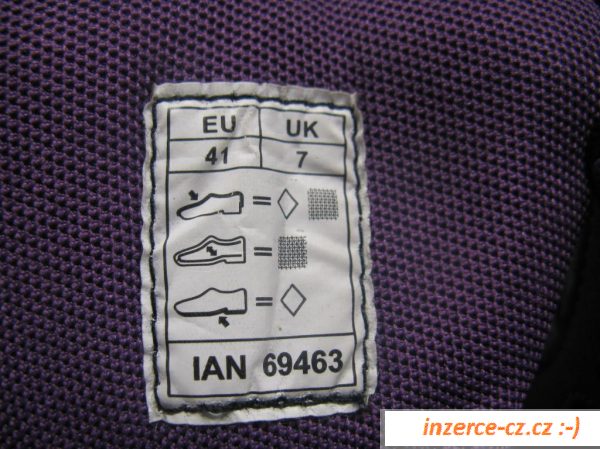 EU UK
41 7
=
=
=
IAN 69463
inzerce-cz.cz :-)